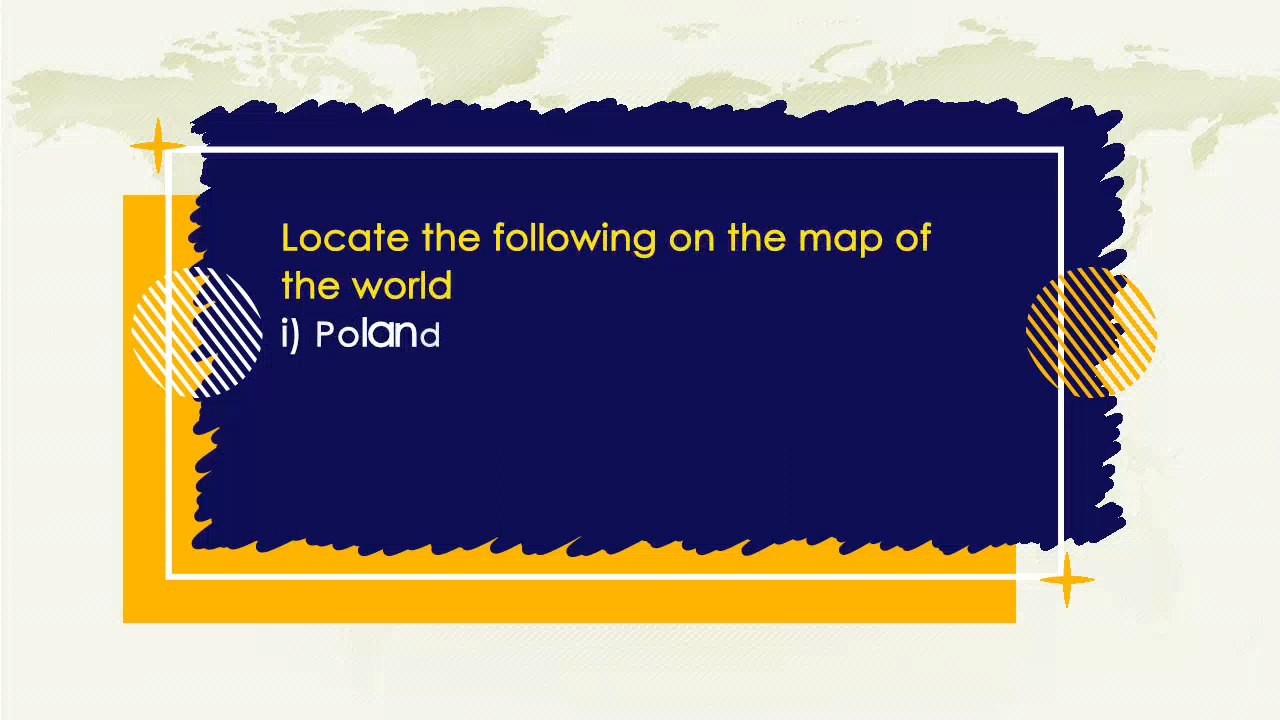 Locate the following on the map of
the world
i) Poland